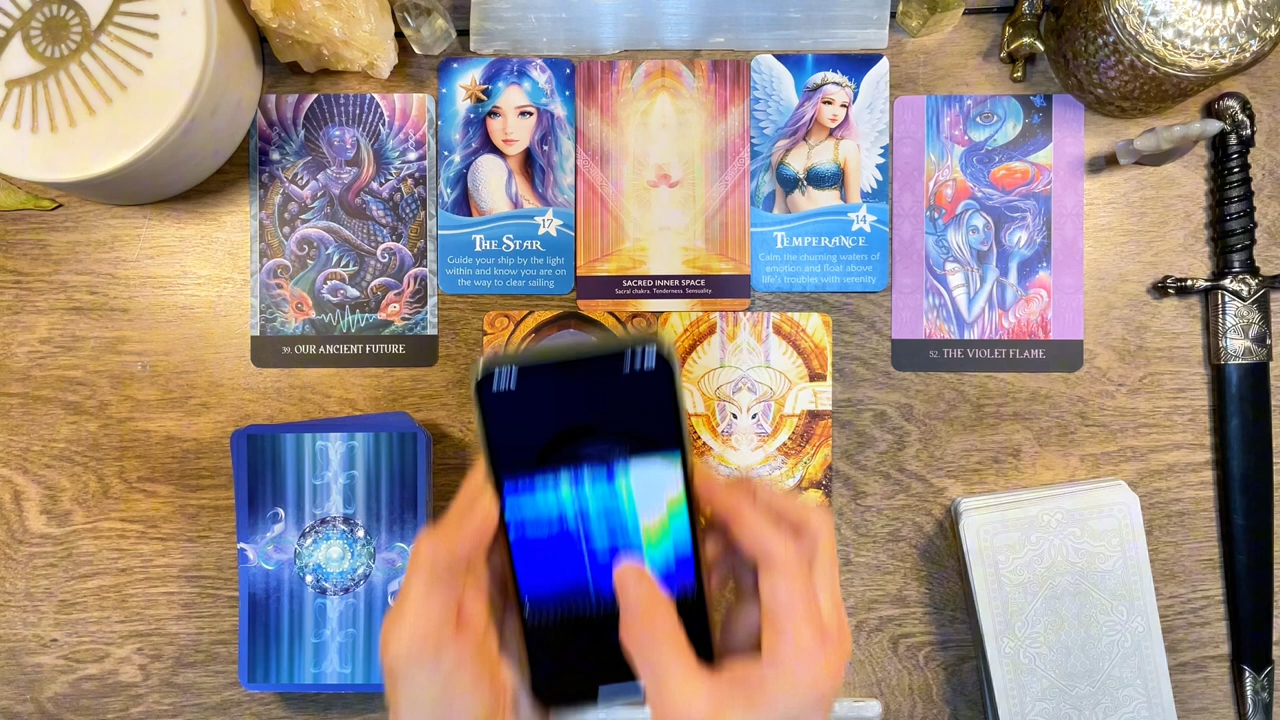 39. OUR ANCIENT FUTURE
17
THE STAR
Guide your ship by the light
within and know you are on
the way to clear sailing
SACRED INNER SPACE
Sacral chakra. Tenderness. Sensuality.
14
TEMPERANCE
Calm the churning waters of
emotion and float above
life's troubles with serenity
52. THE VIOLET FLAME